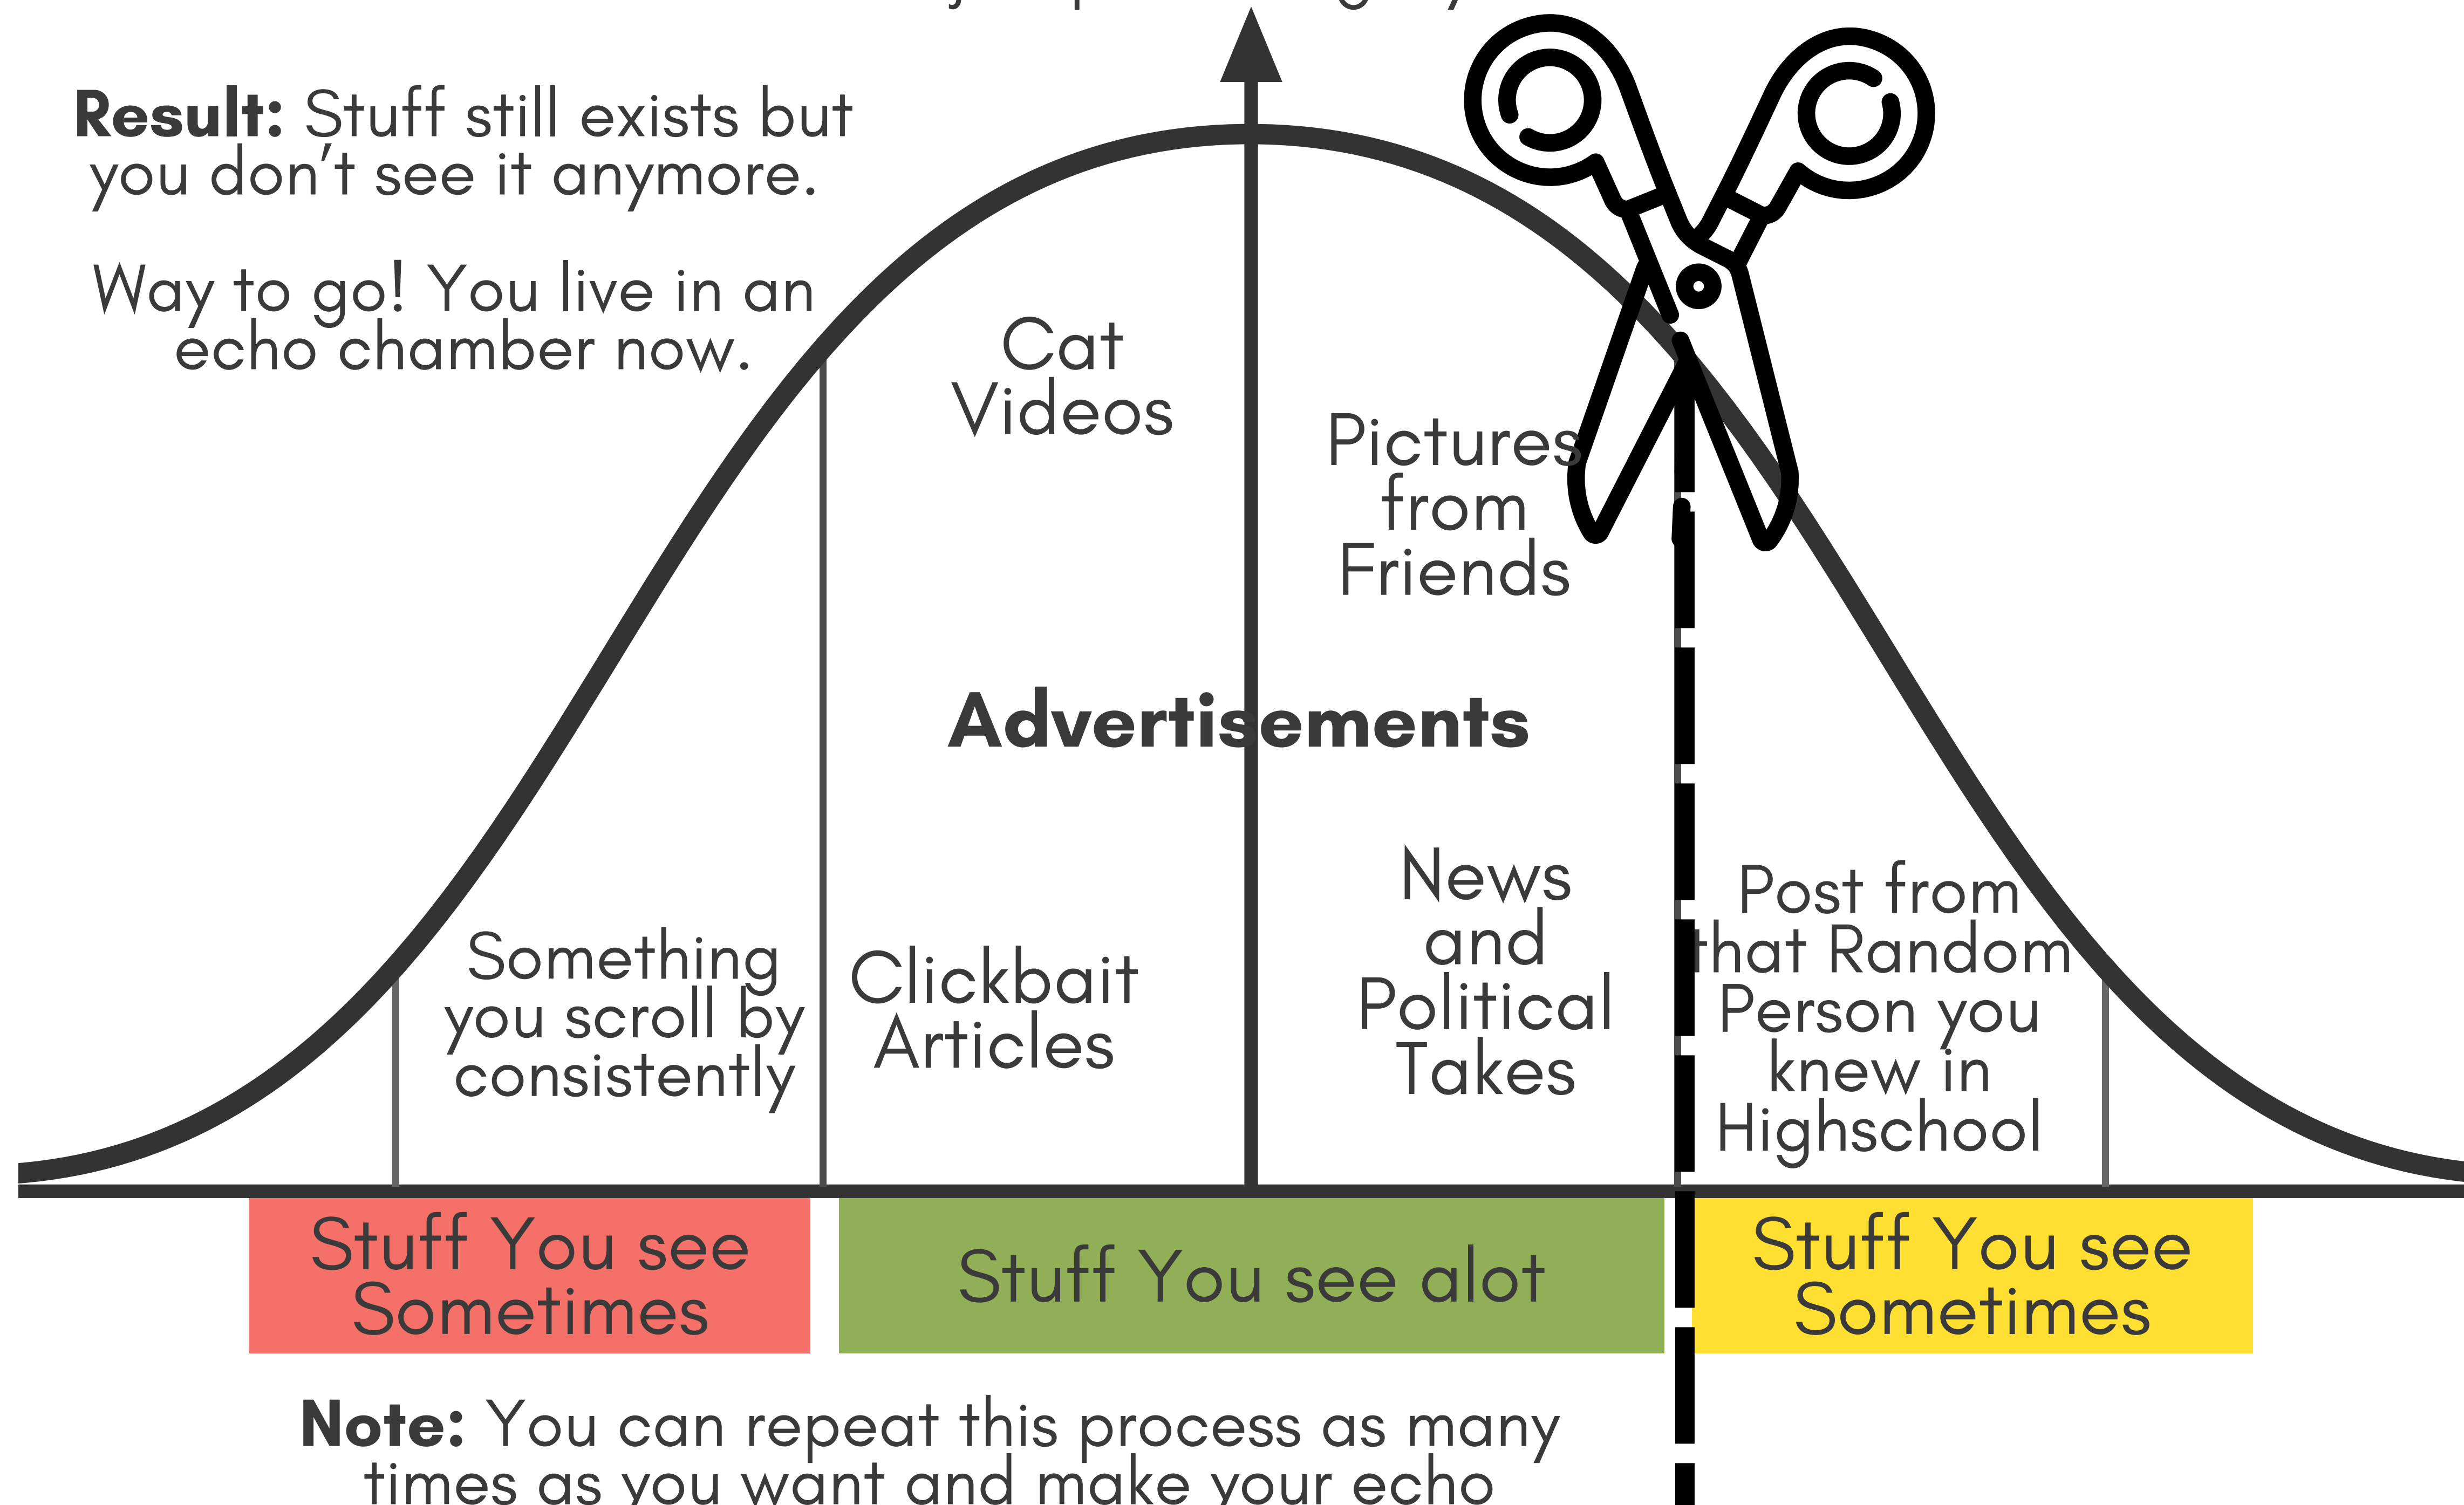 Result: Stuff still exists but
you don't see it anymore.
Way to go! You live in an
echo chamber now.
Cat
Videos
Pictures
from
Friends
Advertisements
News
and
Political
Takes
Post from
that Random
Person you
knew in
Highschool
Something
you scroll by
consistently
Clickbait
Articles
Stuff You see
Sometimes
Stuff You see alot
Stuff You see
Sometimes
Note: You can repeat this process as many
times as you want and make your echo